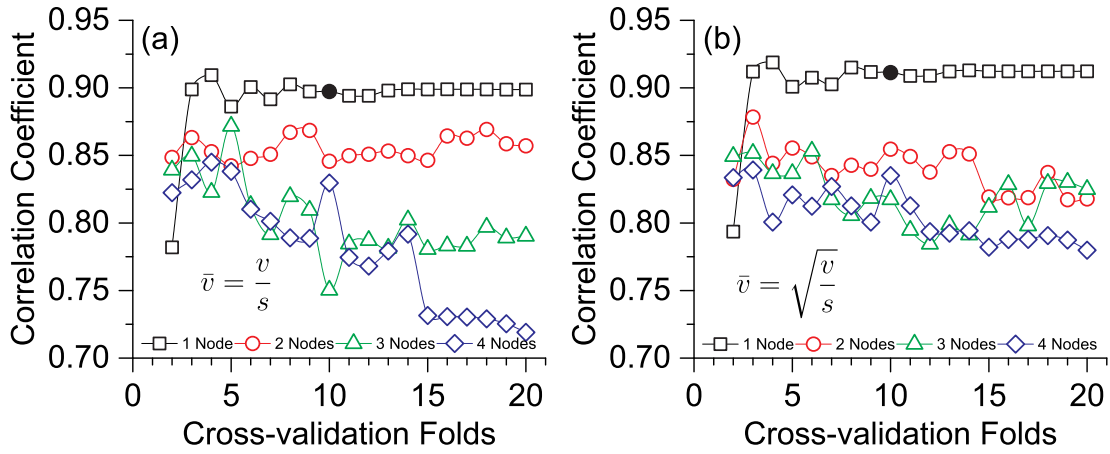 (a)
Correlation Coefficient
0.95
0.90
0.85
0.80
0.75
0.70
v̄ = v/s
1 Node 2 Nodes 3 Nodes 4 Nodes
0 5 10 15 20
Cross-validation Folds
(b)
Correlation Coefficient
0.95
0.90
0.85
0.80
0.75
0.70
v̄ = √(v/s)
1 Node 2 Nodes 3 Nodes 4 Nodes
0 5 10 15 20
Cross-validation Folds